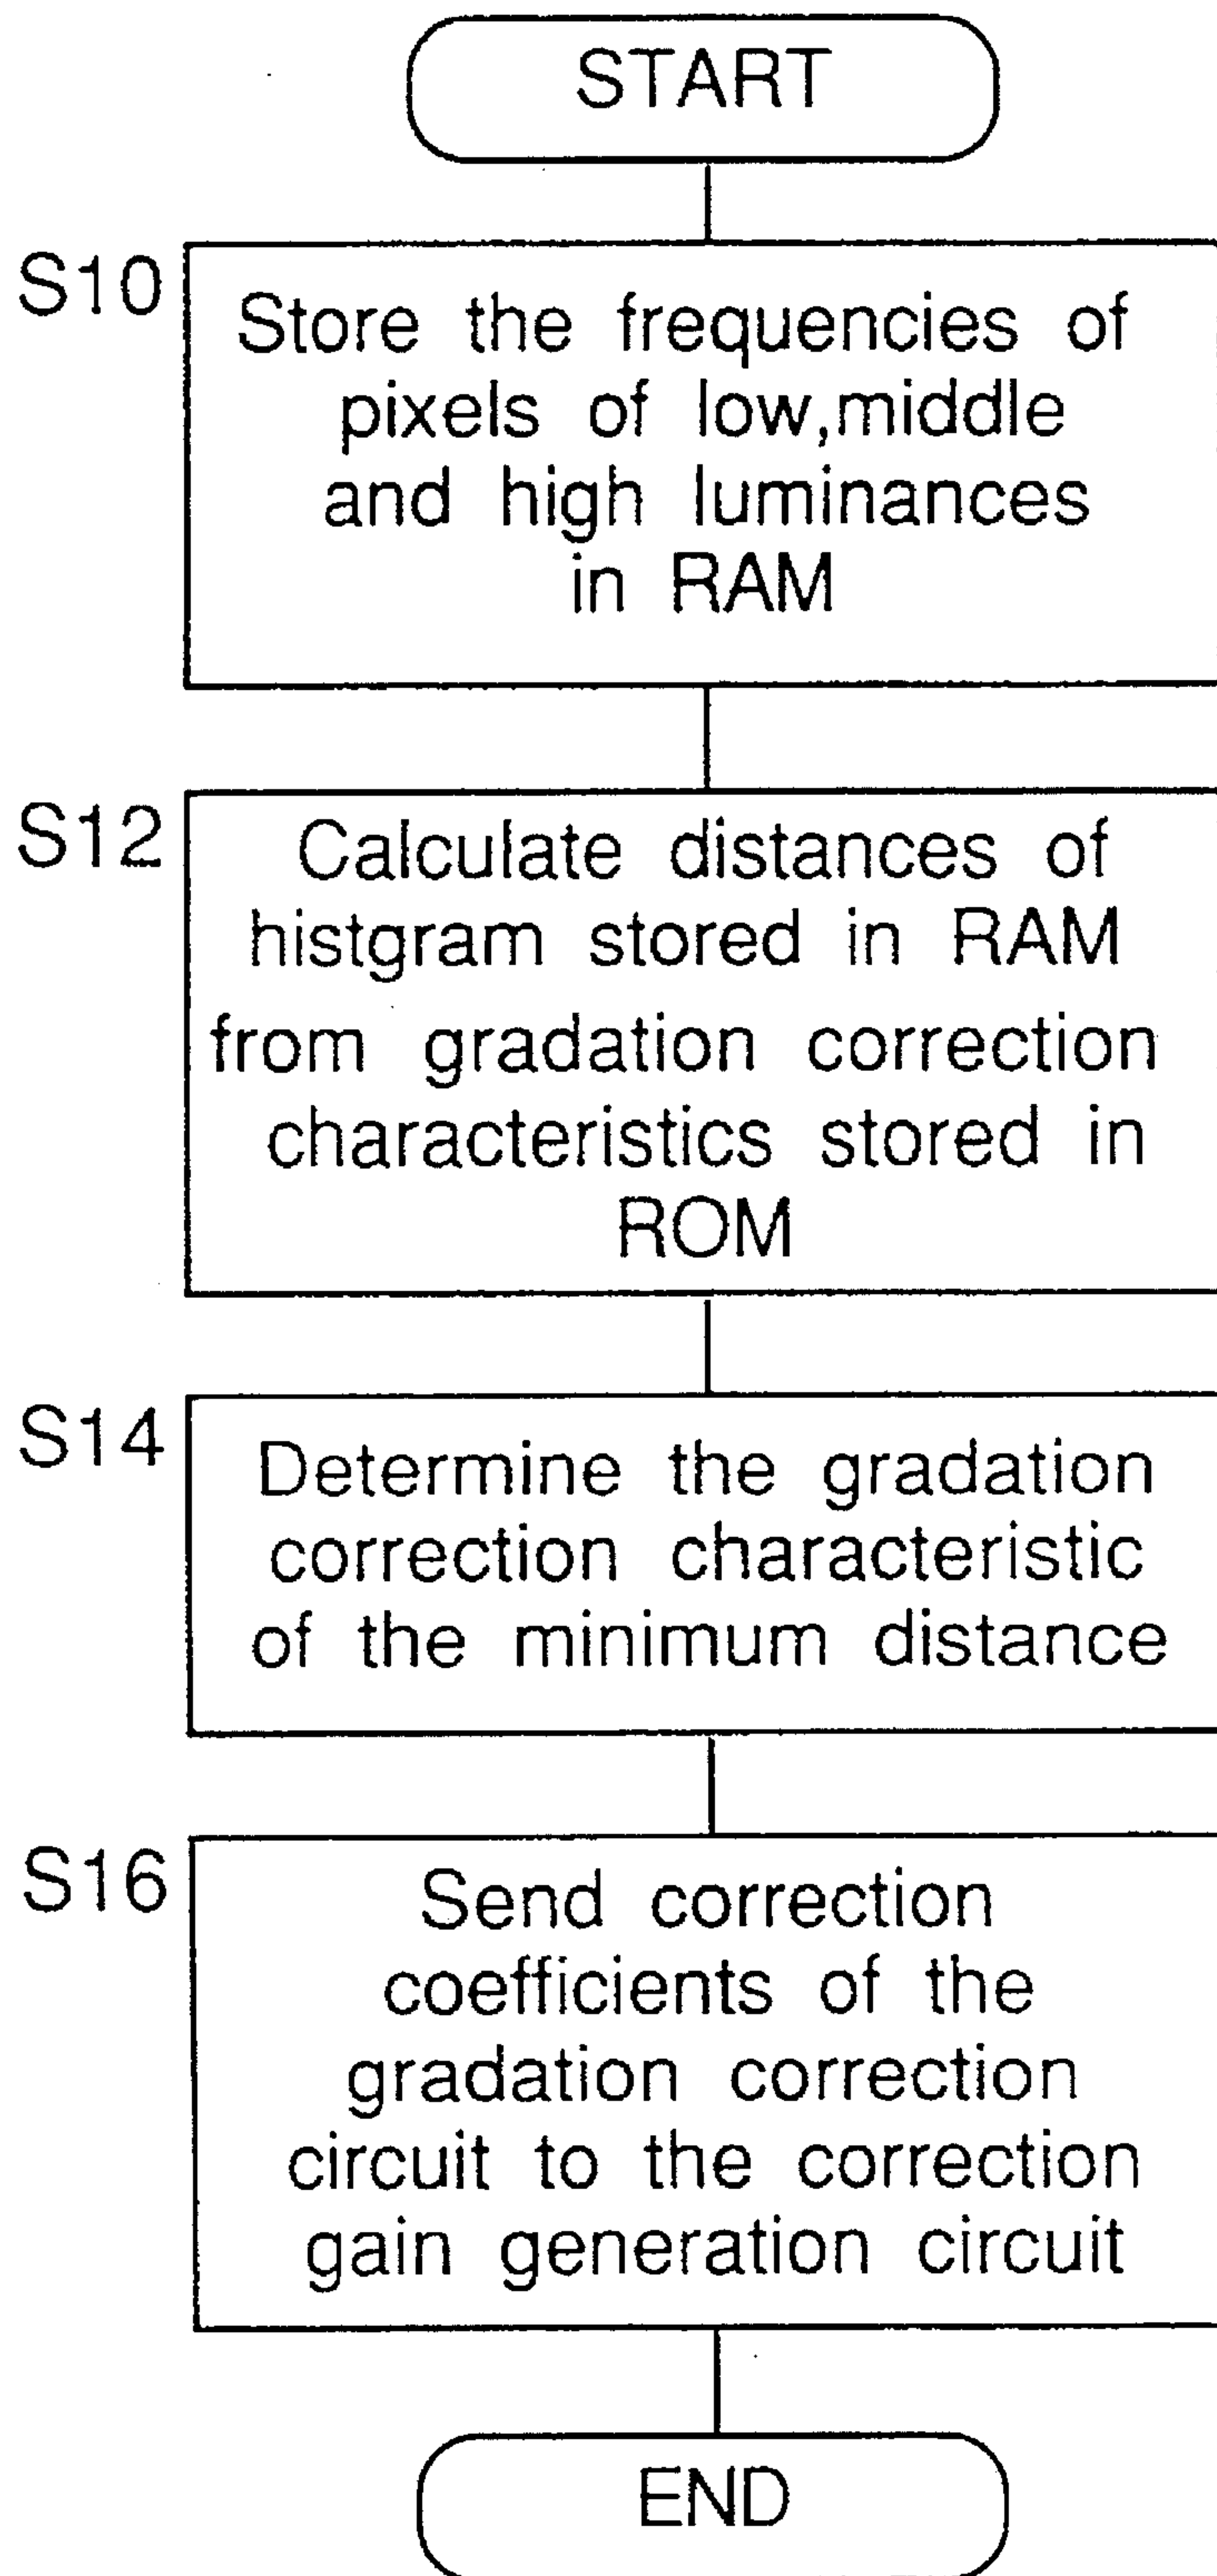 START
S10
Store the frequencies of
pixels of low,middle
and high luminances
in RAM
S12
Calculate distances of
histgram stored in RAM
from gradation correction
characteristics stored in
ROM
S14
Determine the gradation
correction characteristic
of the minimum distance
S16
Send correction
coefficients of the
gradation correction
circuit to the correction
gain generation circuit
END